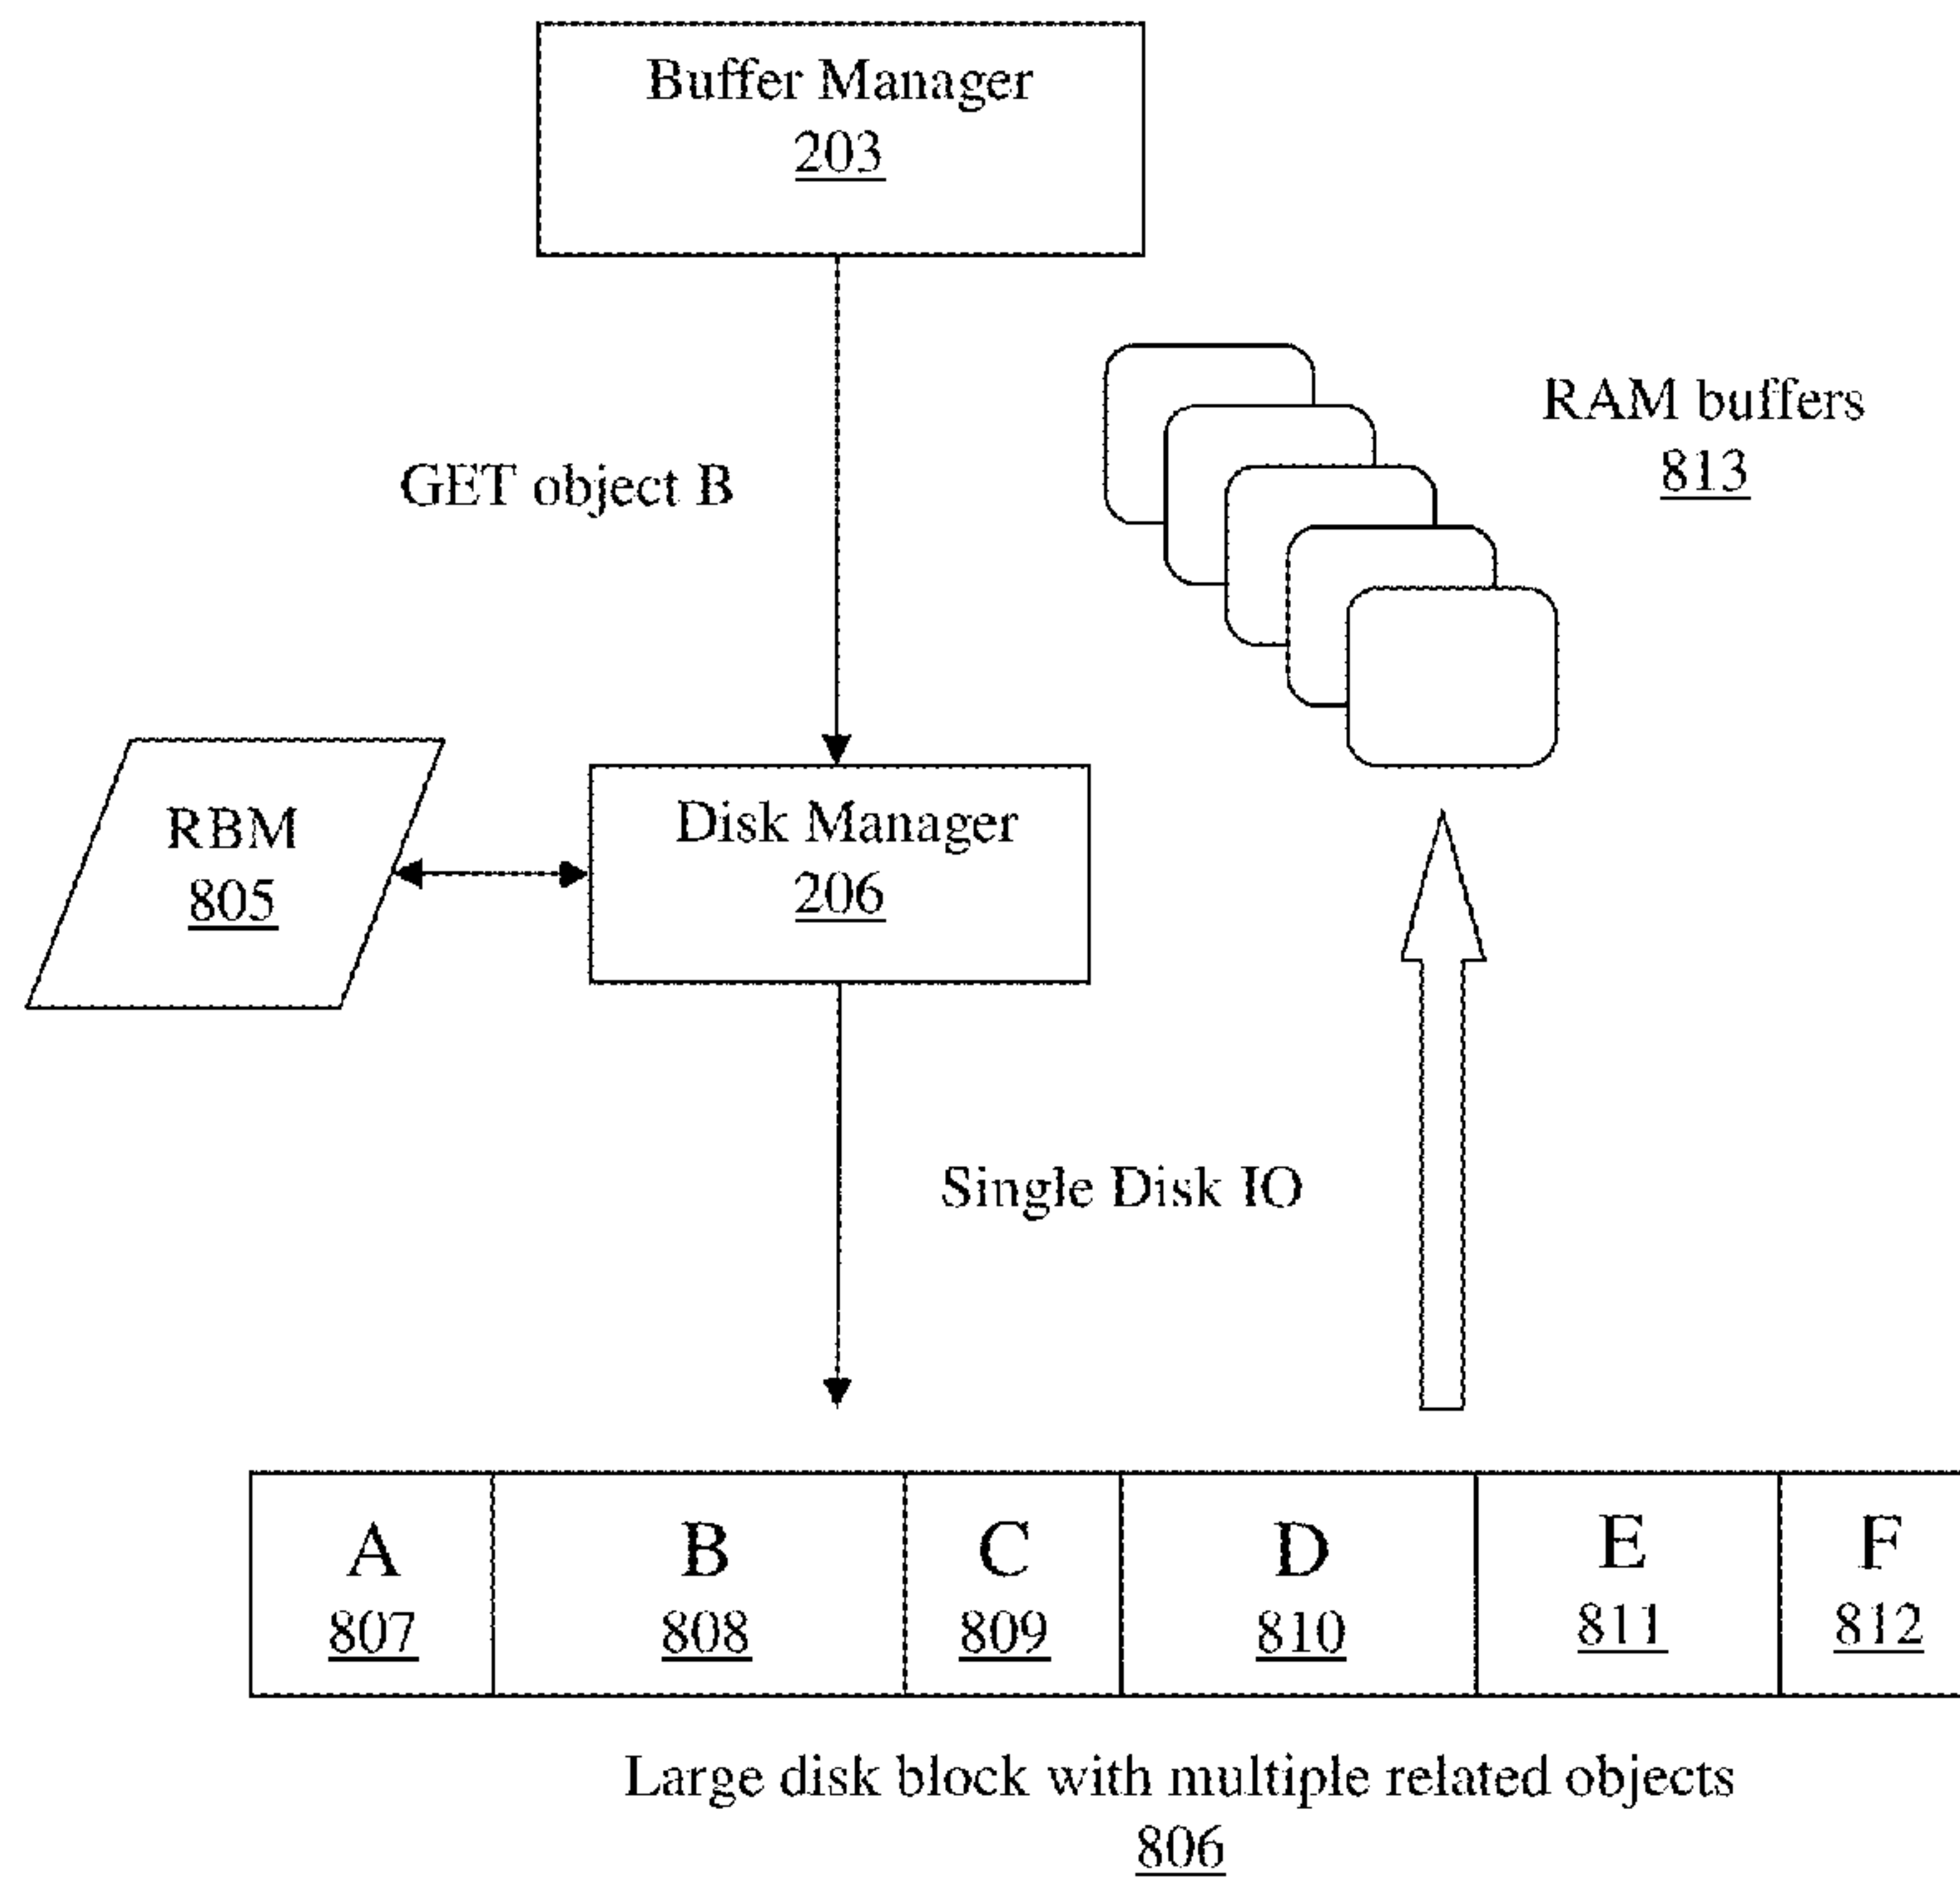 Buffer Manager
203
RAM buffers
813
GET object B
RBM
805
Disk Manager
206
Single Disk IO
A
807
B
808
C
809
D
810
E
811
F
812
Large disk block with multiple related objects
806